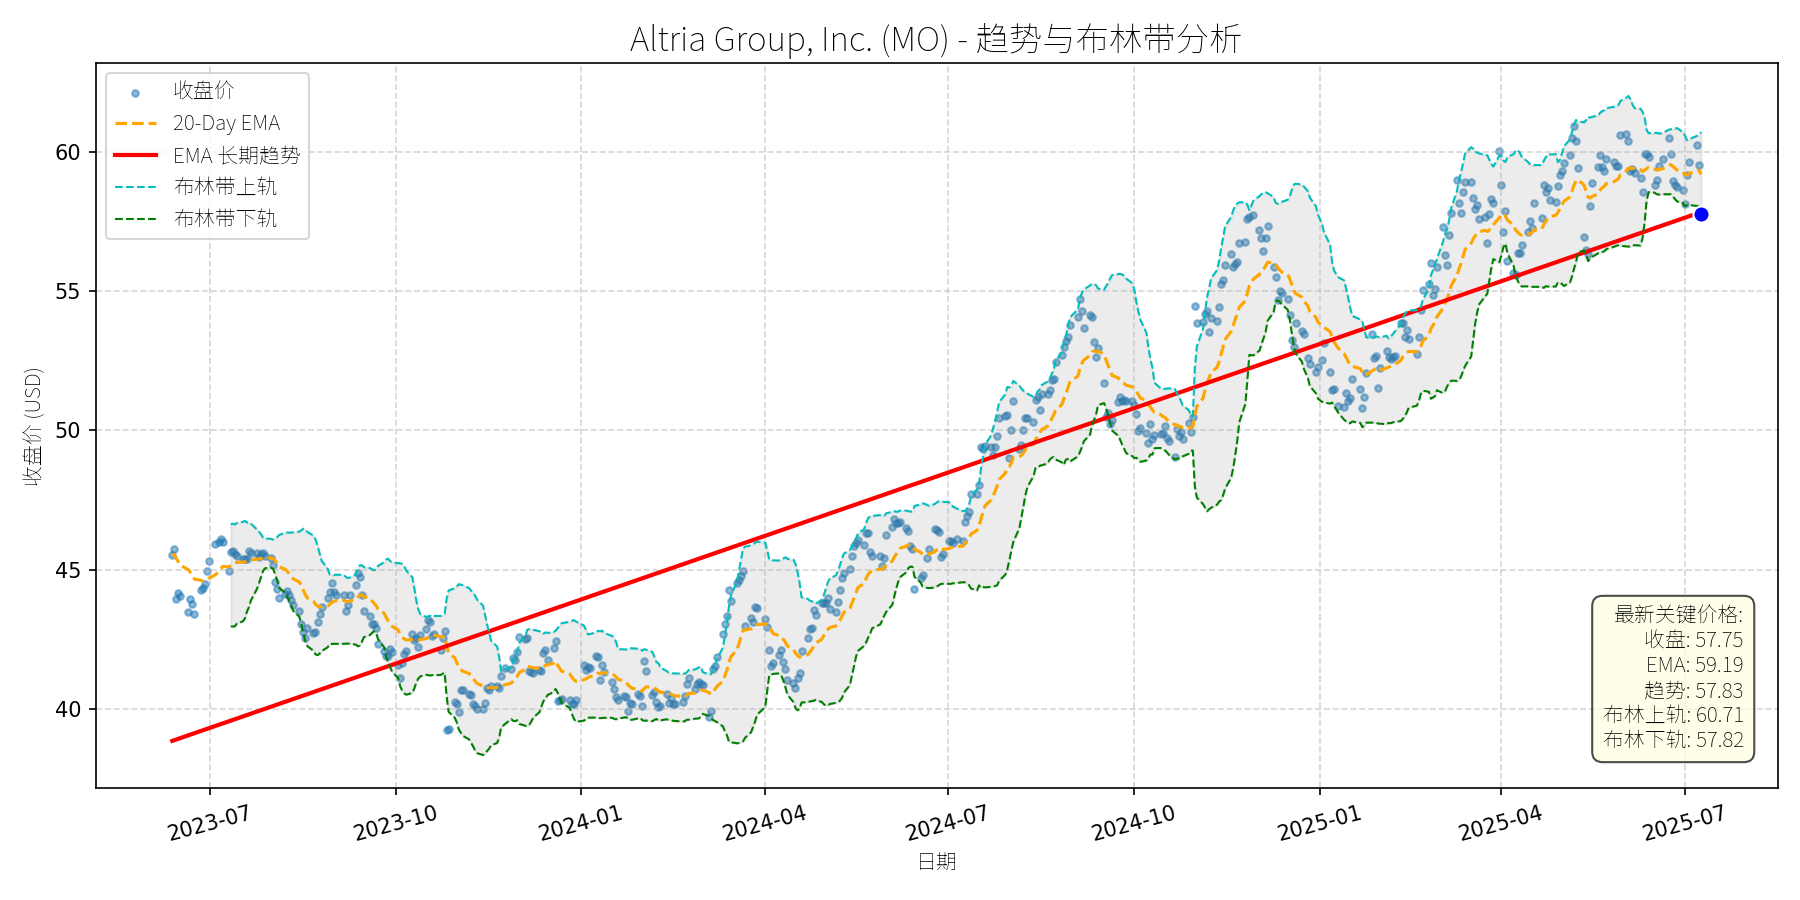 Altria Group, Inc. (MO) - 趋势与布林带分析
收盘价
20-Day EMA
EMA 长期趋势
布林带上轨
布林带下轨
收盘价 (USD)
60
55
50
45
40
最新关键价格:
收盘: 57.75
EMA: 59.19
趋势: 57.83
布林上轨: 60.71
布林下轨: 57.82
2023-07
2023-10
2024-01
2024-04
2024-07
2024-10
2025-01
2025-04
2025-07
日期